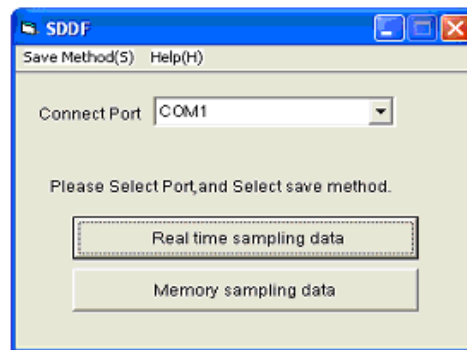 SDDF
Save Method(S) Help(H)
Connect Port COM1
Please Select Port,and Select save method.
Real time sampling data
Memory sampling data